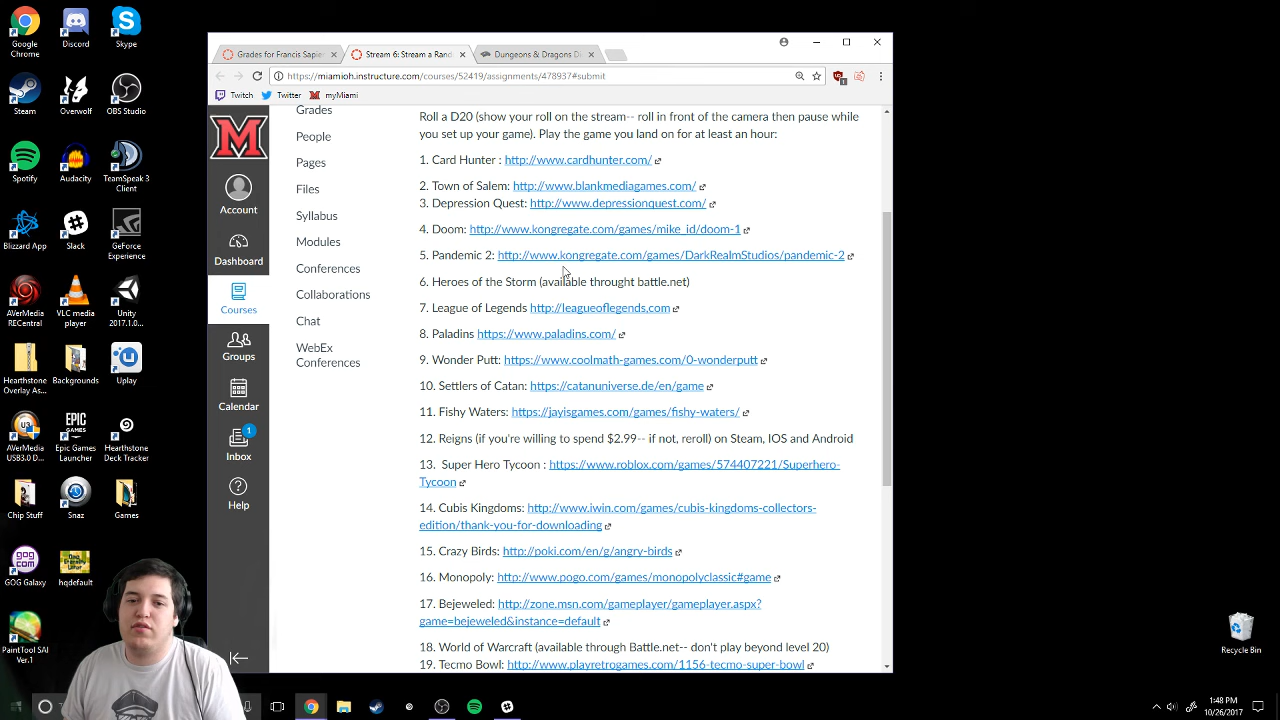 Google
Chrome
Discord
Skype
Steam
Overwolf
OBS Studio
Spotify
Audacity
TeamSpeak 3
Client
Blizzard App
Slack
GeForce
Experience
AVerMedia
RECentral
VLC media
player
Unity
2017.1.0...
Hearthstone
Overlay As...
Backgrounds
Uplay
AVerMedia
USB3.0 D...
Epic Games
Launcher
Hearthstone
Deck Tracker
Chip Stuff
Snaz
Games
GOG Galaxy
hqdefault
PaintTool SAI
Ver.1
Grades for Francis Sapien
Stream 6: Stream a Rand
Dungeons & Dragons Di
https://miamioh.instructure.com/courses/52419/assignments/478937#submit
Twitch
Twitter
myMiami
M
Account
Dashboard
Courses
Groups
Calendar
1
Inbox
Help
Grades
People
Pages
Files
Syllabus
Modules
Conferences
Collaborations
Chat
WebEx
Conferences
Roll a D20 (show your roll on the stream-- roll in front of the camera then pause while
you set up your game). Play the game you land on for at least an hour:
1. Card Hunter : http://www.cardhunter.com/
2. Town of Salem: http://www.blankmediagames.com/
3. Depression Quest: http://www.depressionquest.com/
4. Doom: http://www.kongregate.com/games/mike_id/doom-1
5. Pandemic 2: http://www.kongregate.com/games/DarkRealmStudios/pandemic-2
6. Heroes of the Storm (available throught battle.net)
7. League of Legends http://leagueoflegends,com
8. Paladins https://www.paladins.com/
9. Wonder Putt: https://www.coolmath-games.com/0-wonderputt
10. Settlers of Catan: https://catanuniverse.de/en/game
11. Fishy Waters: https://jayisgames.com/games/fishy-waters/
12. Reigns (if you're willing to spend $2.99-- if not, reroll) on Steam, IOS and Android
13. Super Hero Tycoon : https://www.roblox.com/games/574407221/Superhero-
Tycoon
14. Cubis Kingdoms: http://www.iwin.com/games/cubis-kingdoms-collectors-
edition/thank-you-for-downloading
15. Crazy Birds: http://poki.com/en/g/angry-birds
16. Monopoly: http://www.pogo.com/games/monopolyclassic#game
17. Bejeweled: http://zone.msn.com/gameplayer/gameplayer.aspx?
game=bejeweled&instance=default
18. World of Warcraft (available through Battle.net-- don't play beyond level 20)
19. Tecmo Bowl: http://www.playretrogames.com/1156-tecmo-super-bowl
Recycle Bin
1:48 PM
10/26/2017